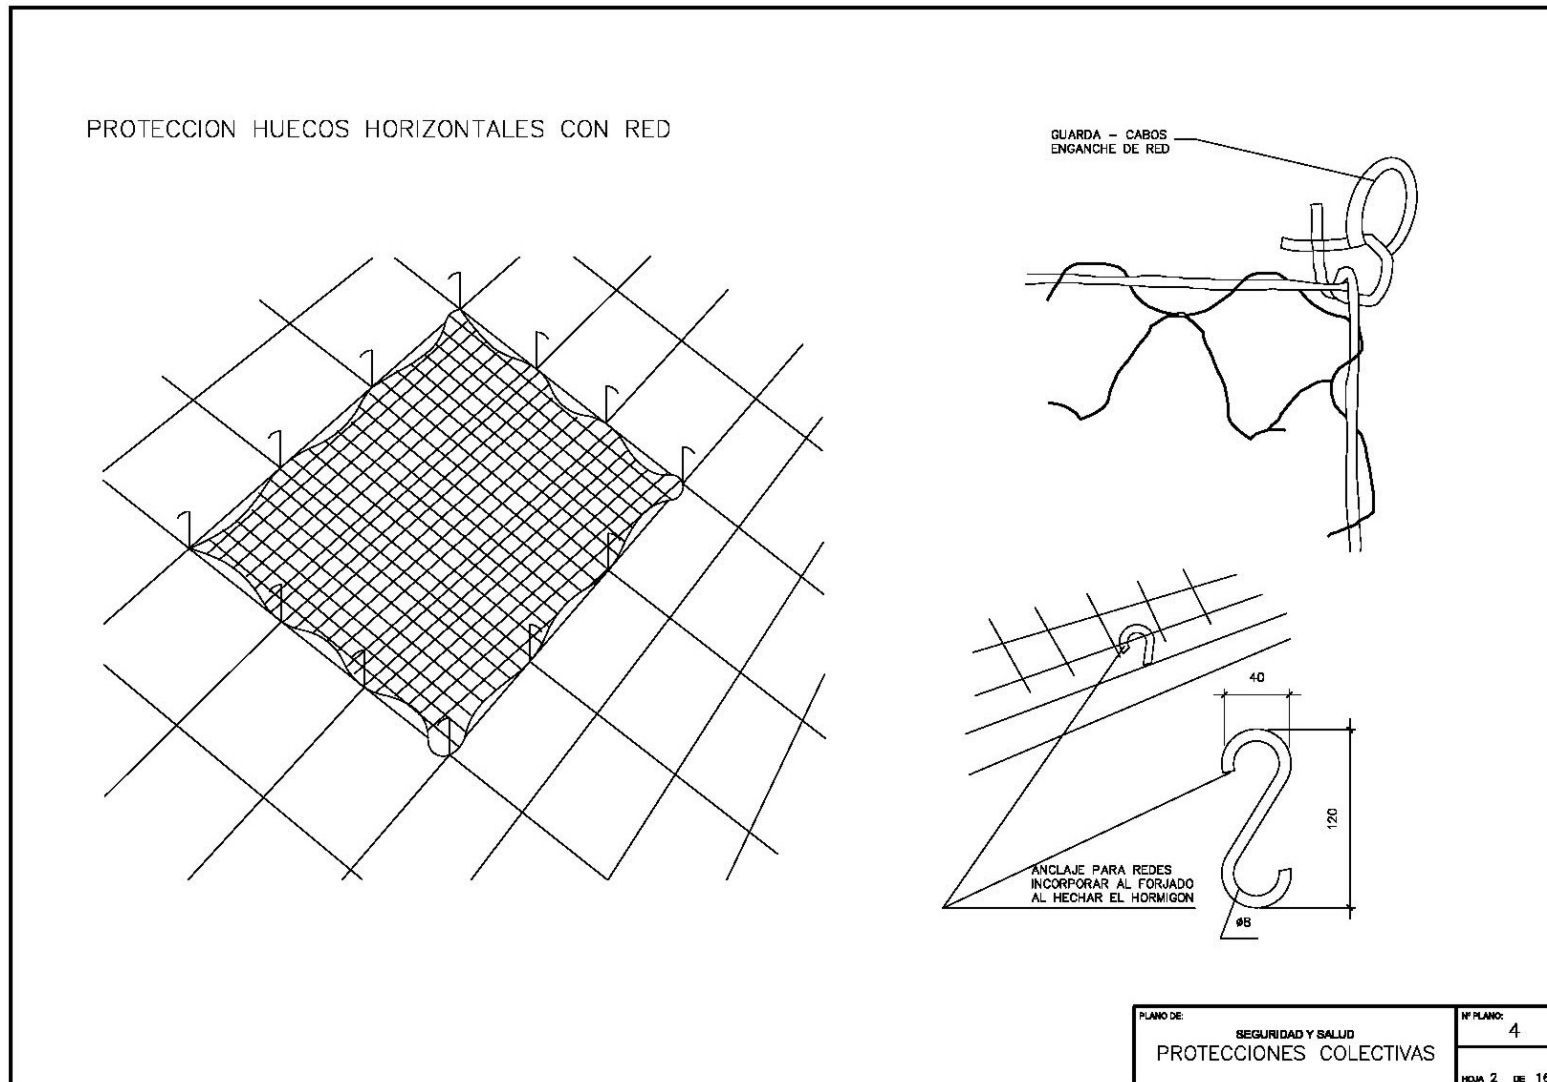 PROTECCION HUECOS HORIZONTALES CON RED
GUARDA - CABOS
ENGANCHE DE RED
40
120
ANCLAJE PARA REDES
INCORPORAR AL FORJADO
AL HECHAR EL HORMIGON
ø8
PLANO DE:
SEGURIDAD Y SALUD
PROTECCIONES COLECTIVAS
Nº PLANO:
4
HOJA 2 DE 16